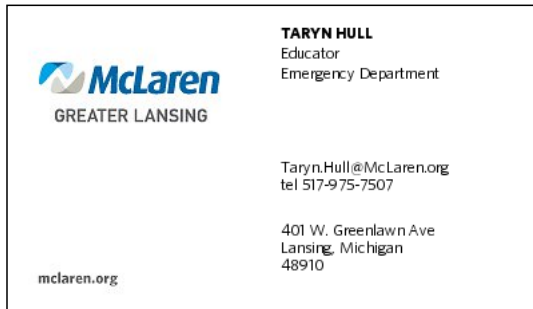 McLaren
GREATER LANSING
mclaren.org
TARYN HULL
Educator
Emergency Department
Taryn.Hull@McLaren.org
tel 517-975-7507
401 W. Greenlawn Ave
Lansing, Michigan
48910